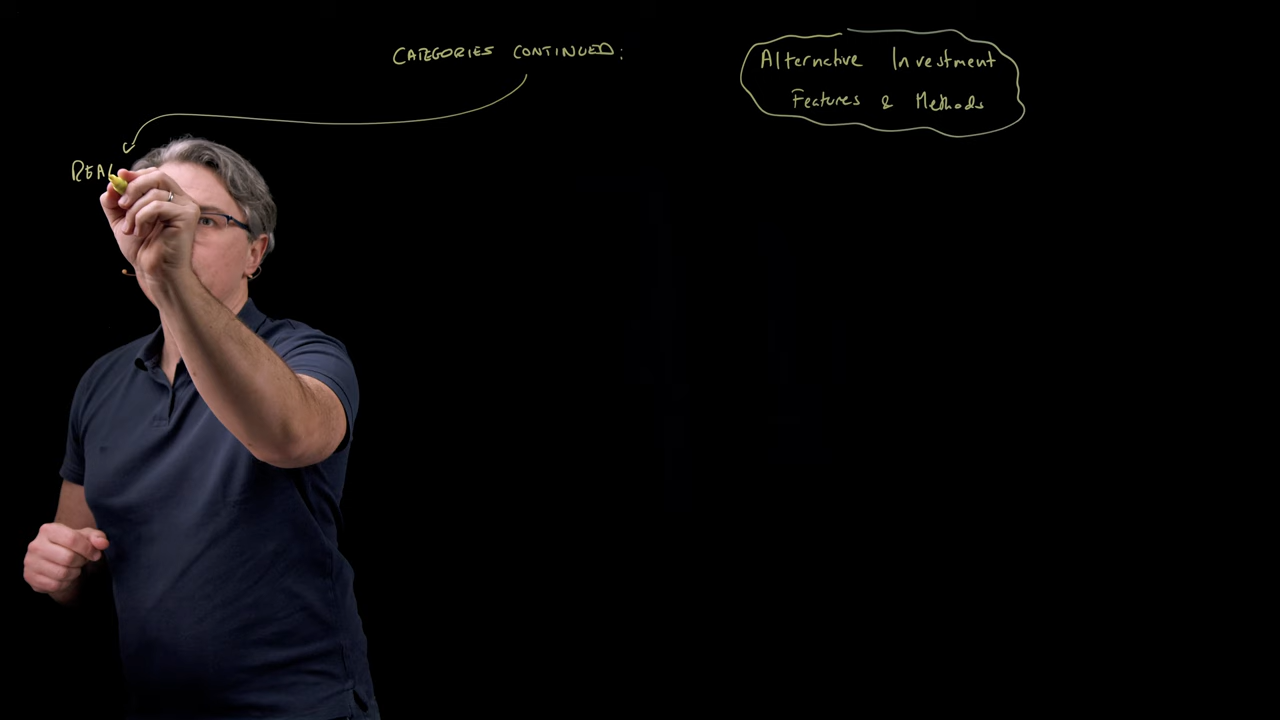 CATEGORIES CONTINUED:
Alternative Investment
Features & Methods
REAL